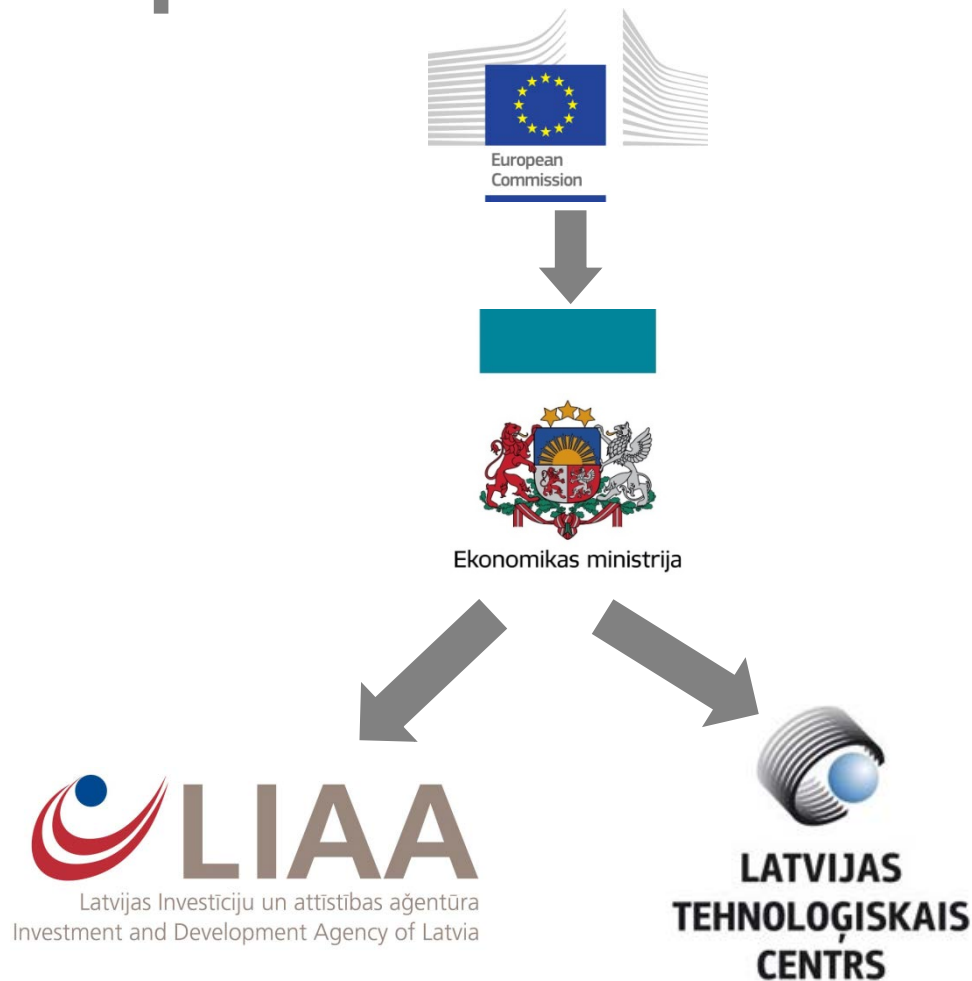 European
Commission
Ekonomikas ministrija
LIAA
Latvijas Investīciju un attīstības aģentūra
Investment and Development Agency of Latvia
LATVIJAS
TEHNOLOĢISKAIS
CENTRS